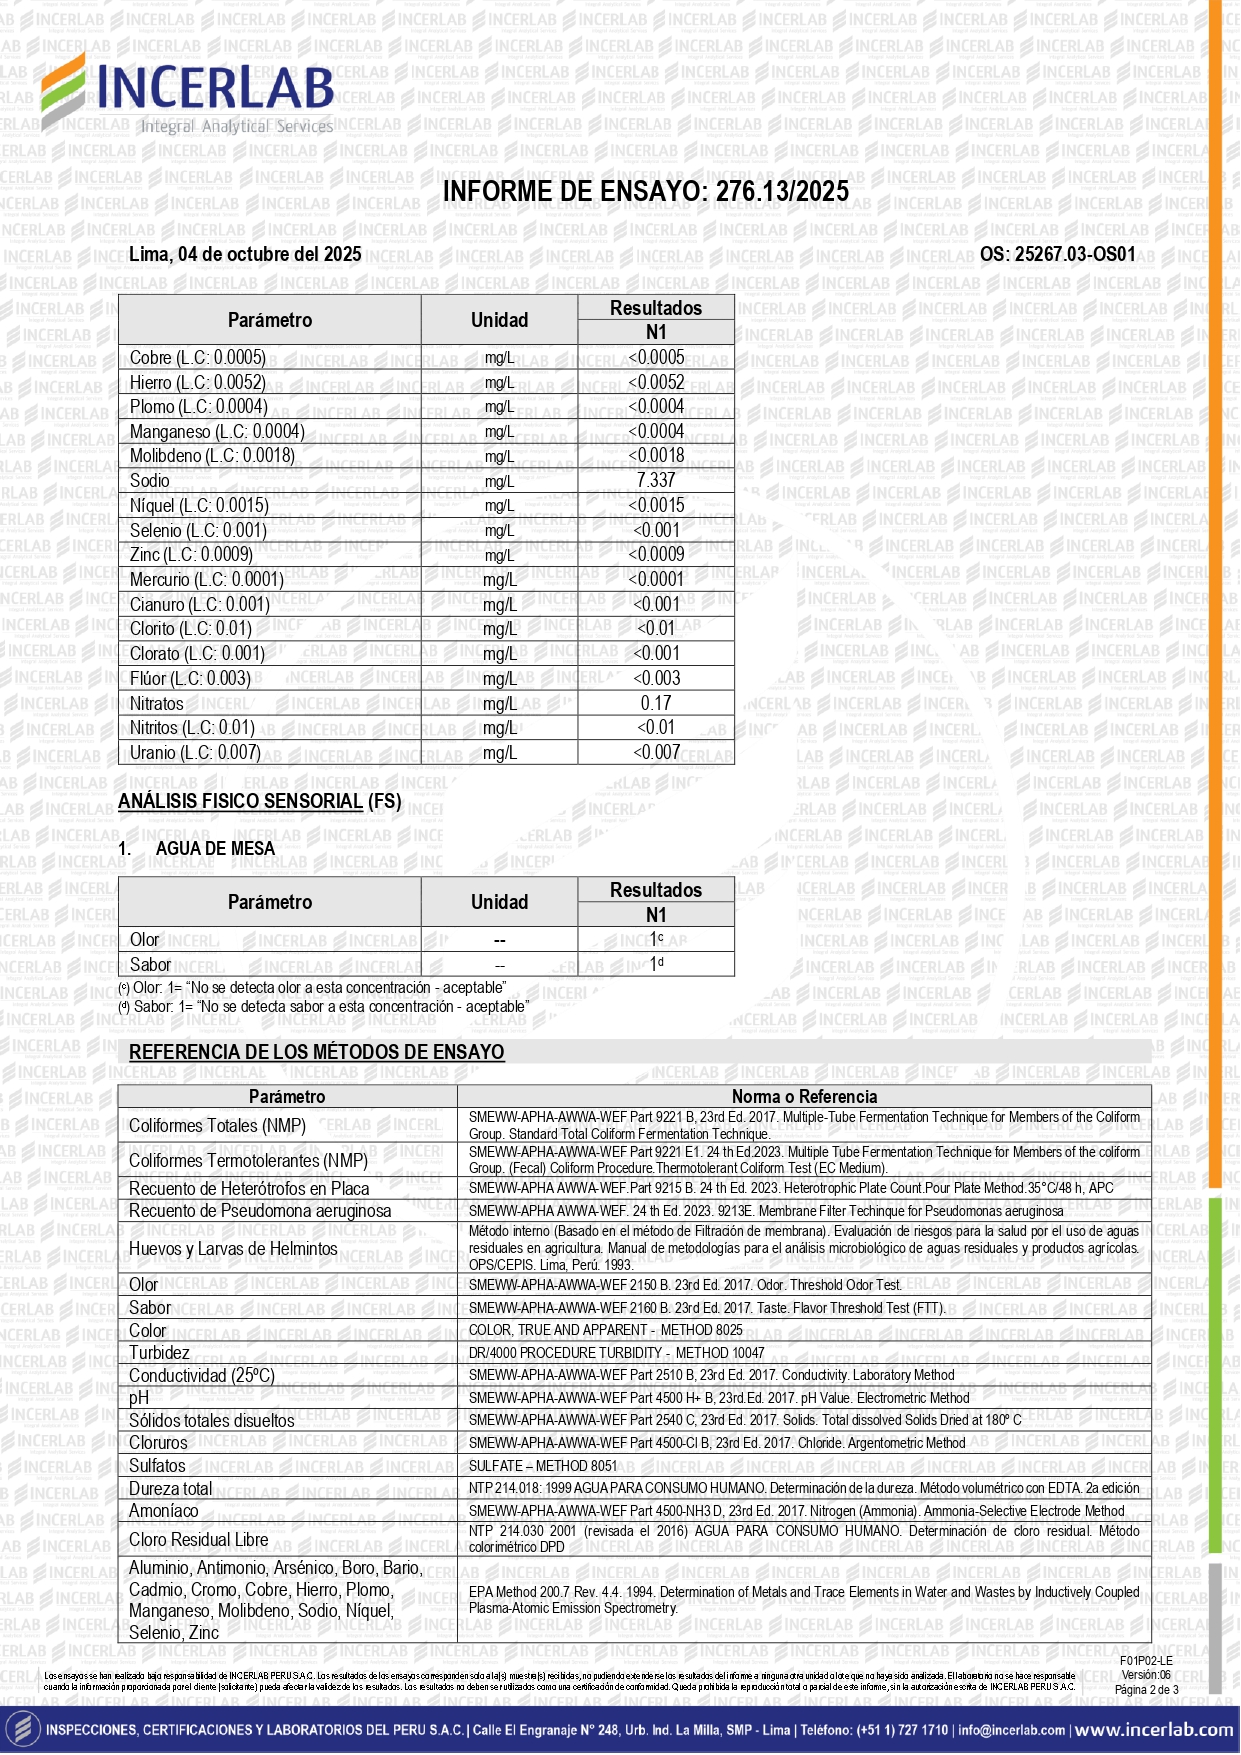 INCERLAB
Integral Analytical Services
INFORME DE ENSAYO: 276.13/2025
Lima, 04 de octubre del 2025 OS: 25267.03-OS01
Parámetro Unidad Resultados
N1
Cobre (L.C: 0.0005) mg/L <0.0005
Hierro (L.C: 0.0052) mg/L <0.0052
Plomo (L.C: 0.0004) mg/L <0.0004
Manganeso (L.C: 0.0004) mg/L <0.0004
Molibdeno (L.C: 0.0018) mg/L <0.0018
Sodio mg/L 7.337
Níquel (L.C: 0.0015) mg/L <0.0015
Selenio (L.C: 0.001) mg/L <0.001
Zinc (L.C: 0.0009) mg/L <0.0009
Mercurio (L.C: 0.0001) mg/L <0.0001
Cianuro (L.C: 0.001) mg/L <0.001
Clorito (L.C: 0.01) mg/L <0.01
Clorato (L.C: 0.001) mg/L <0.001
Flúor (L.C: 0.003) mg/L <0.003
Nitratos mg/L 0.17
Nitritos (L.C: 0.01) mg/L <0.01
Uranio (L.C: 0.007) mg/L <0.007
ANÁLISIS FISICO SENSORIAL (FS)
1. AGUA DE MESA
Parámetro Unidad Resultados
N1
Olor -- 1ᶜ
Sabor -- 1ᵈ
(ᶜ) Olor: 1= “No se detecta olor a esta concentración - aceptable”
(ᵈ) Sabor: 1= “No se detecta sabor a esta concentración - aceptable”
REFERENCIA DE LOS MÉTODOS DE ENSAYO
Parámetro Norma o Referencia
Coliformes Totales (NMP) SMEWW-APHA-AWWA-WEF Part 9221 B, 23rd Ed. 2017. Multiple-Tube Fermentation Technique for Members of the Coliform
Group. Standard Total Coliform Fermentation Technique.
Coliformes Termotolerantes (NMP) SMEWW-APHA-AWWA-WEF Part 9221 E1. 24 th Ed.2023. Multiple Tube Fermentation Technique for Members of the coliform
Group. (Fecal) Coliform Procedure.Thermotolerant Coliform Test (EC Medium).
Recuento de Heterótrofos en Placa SMEWW-APHA AWWA-WEF.Part 9215 B. 24 th Ed. 2023. Heterotrophic Plate Count.Pour Plate Method.35°C/48 h, APC
Recuento de Pseudomona aeruginosa SMEWW-APHA AWWA-WEF. 24 th Ed. 2023. 9213E. Membrane Filter Techinque for Pseudomonas aeruginosa
Huevos y Larvas de Helmintos Método interno (Basado en el método de Filtración de membrana). Evaluación de riesgos para la salud por el uso de aguas
residuales en agricultura. Manual de metodologías para el análisis microbiológico de aguas residuales y productos agrícolas.
OPS/CEPIS. Lima, Perú. 1993.
Olor SMEWW-APHA-AWWA-WEF 2150 B. 23rd Ed. 2017. Odor. Threshold Odor Test.
Sabor SMEWW-APHA-AWWA-WEF 2160 B. 23rd Ed. 2017. Taste. Flavor Threshold Test (FTT).
Color COLOR, TRUE AND APPARENT - METHOD 8025
Turbidez DR/4000 PROCEDURE TURBIDITY - METHOD 10047
Conductividad (25ºC) SMEWW-APHA-AWWA-WEF Part 2510 B, 23rd Ed. 2017. Conductivity. Laboratory Method
pH SMEWW-APHA-AWWA-WEF Part 4500 H+ B, 23rd.Ed. 2017. pH Value. Electrometric Method
Sólidos totales disueltos SMEWW-APHA-AWWA-WEF Part 2540 C, 23rd Ed. 2017. Solids. Total dissolved Solids Dried at 180º C
Cloruros SMEWW-APHA-AWWA-WEF Part 4500-Cl B, 23rd Ed. 2017. Chloride. Argentometric Method
Sulfatos SULFATE – METHOD 8051
Dureza total NTP 214.018: 1999 AGUA PARA CONSUMO HUMANO. Determinación de la dureza. Método volumétrico con EDTA. 2a edición
Amoníaco SMEWW-APHA-AWWA-WEF Part 4500-NH3 D, 23rd Ed. 2017. Nitrogen (Ammonia). Ammonia-Selective Electrode Method
Cloro Residual Libre NTP 214.030 2001 (revisada el 2016) AGUA PARA CONSUMO HUMANO. Determinación de cloro residual. Método
colorimétrico DPD
Aluminio, Antimonio, Arsénico, Boro, Bario,
Cadmio, Cromo, Cobre, Hierro, Plomo,
Manganeso, Molibdeno, Sodio, Níquel,
Selenio, Zinc
EPA Method 200.7 Rev. 4.4. 1994. Determination of Metals and Trace Elements in Water and Wastes by Inductively Coupled
Plasma-Atomic Emission Spectrometry.
Los ensayos se han realizado bajo responsabilidad de INCERLAB PERU S.A.C. Los resultados de los ensayos corresponden solo a la(s) muestra(s) recibidas, no pudiendo extenderse los resultados del informe a ninguna otra unidad o lote que no haya sido analizada. El laboratorio no se hace responsable
cuando la información proporcionada por el cliente (solicitante) pueda afectar la validez de los resultados. Los resultados no deben ser utilizados como una certificación de conformidad. Queda prohibida la reproducción total o parcial de este informe, sin la autorización escrita de INCERLAB PERU S.A.C.
F01P02-LE
Versión:06
Página 2 de 3
INSPECCIONES, CERTIFICACIONES Y LABORATORIOS DEL PERU S.A.C. | Calle El Engranaje N° 248, Urb. Ind. La Milla, SMP - Lima | Teléfono: (+51 1) 727 1710 | info@incerlab.com | www.incerlab.com